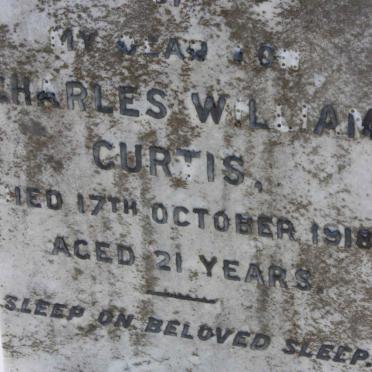 MY DEAR SON
CHARLES WILLIAM
CURTIS,
DIED 17TH OCTOBER 1918
AGED 21 YEARS
SLEEP ON BELOVED SLEEP.